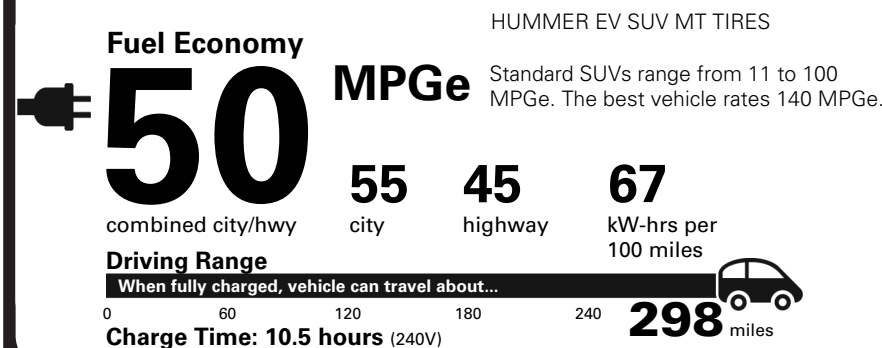 HUMMER EV SUV MT TIRES
Fuel Economy
50
MPGe
Standard SUVs range from 11 to 100
MPGe. The best vehicle rates 140 MPGe.
55
45
67
combined city/hwy
city
highway
kW-hrs per
100 miles
Driving Range
When fully charged, vehicle can travel about...
0 60 120 180 240 298 miles
Charge Time: 10.5 hours (240V)